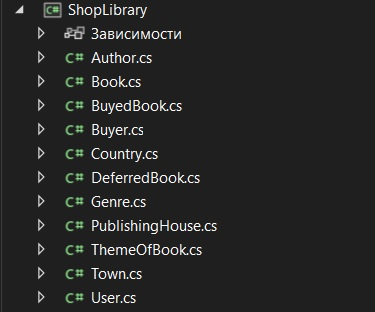 ShopLibrary
Зависимости
C# Author.cs
C# Book.cs
C# BuyedBook.cs
C# Buyer.cs
C# Country.cs
C# DeferredBook.cs
C# Genre.cs
C# PublishingHouse.cs
C# ThemeOfBook.cs
C# Town.cs
C# User.cs